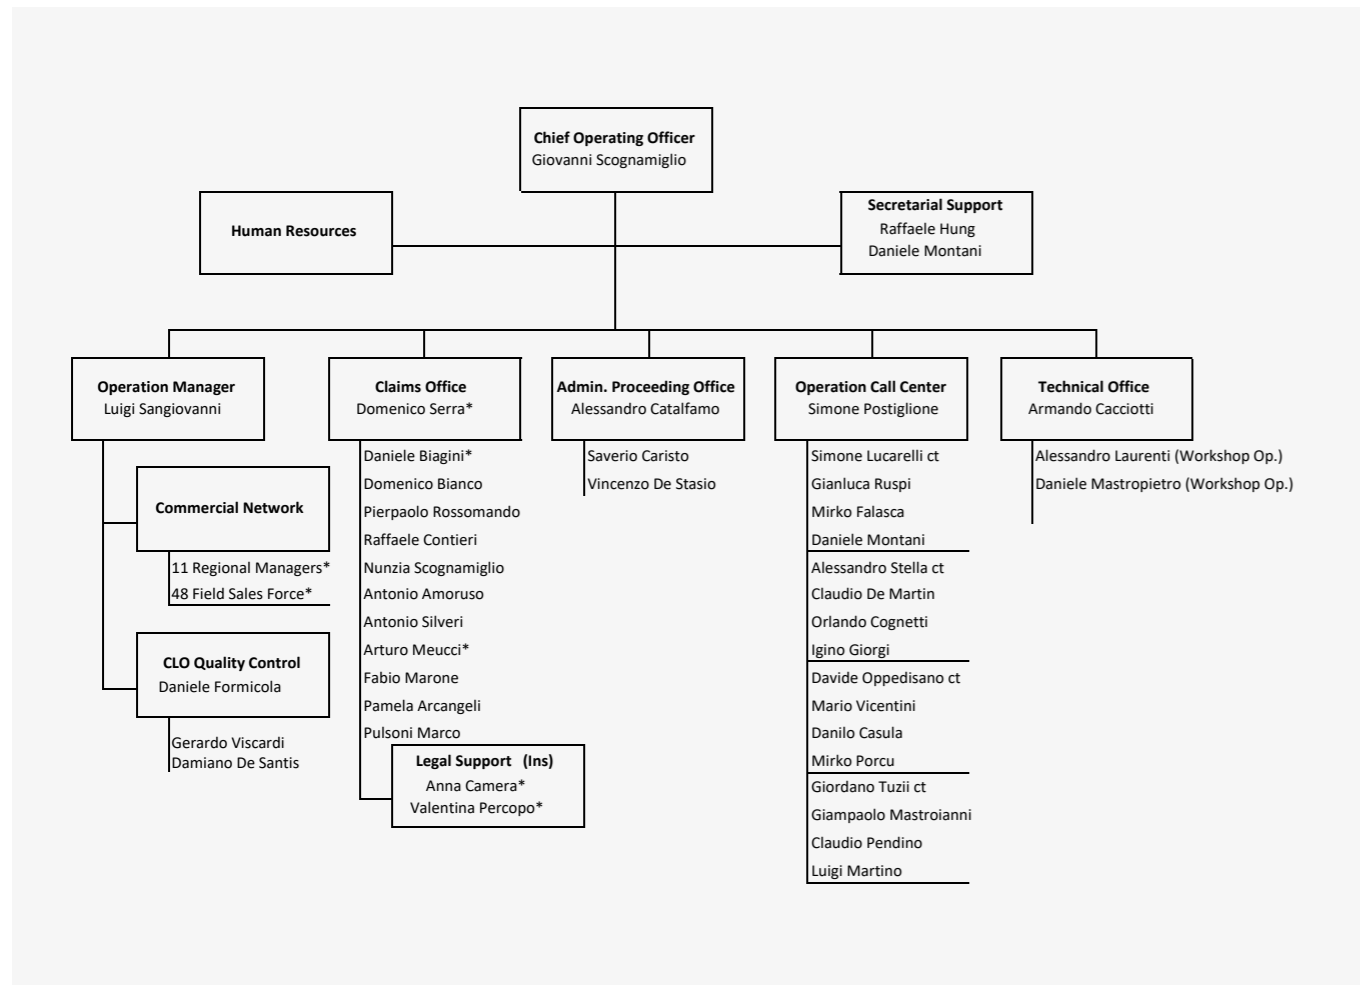 Chief Operating Officer
Giovanni Scognamiglio
Human Resources
Secretarial Support
Raffaele Hung
Daniele Montani
Operation Manager
Luigi Sangiovanni
Commercial Network
11 Regional Managers*
48 Field Sales Force*
CLO Quality Control
Daniele Formicola
Gerardo Viscardi
Damiano De Santis
Claims Office
Domenico Serra*
Daniele Biagini*
Domenico Bianco
Pierpaolo Rossomando
Raffaele Contieri
Nunzia Scognamiglio
Antonio Amoruso
Antonio Silveri
Arturo Meucci*
Fabio Marone
Pamela Arcangeli
Pulsoni Marco
Legal Support (Ins)
Anna Camera*
Valentina Percopo*
Admin. Proceeding Office
Alessandro Catalfamo
Saverio Caristo
Vincenzo De Stasio
Operation Call Center
Simone Postiglione
Simone Lucarelli ct
Gianluca Ruspi
Mirko Falasca
Daniele Montani
Alessandro Stella ct
Claudio De Martin
Orlando Cognetti
Igino Giorgi
Davide Oppedisano ct
Mario Vicentini
Danilo Casula
Mirko Porcu
Giordano Tuzii ct
Giampaolo Mastroianni
Claudio Pendino
Luigi Martino
Technical Office
Armando Cacciotti
Alessandro Laurenti (Workshop Op.)
Daniele Mastropietro (Workshop Op.)